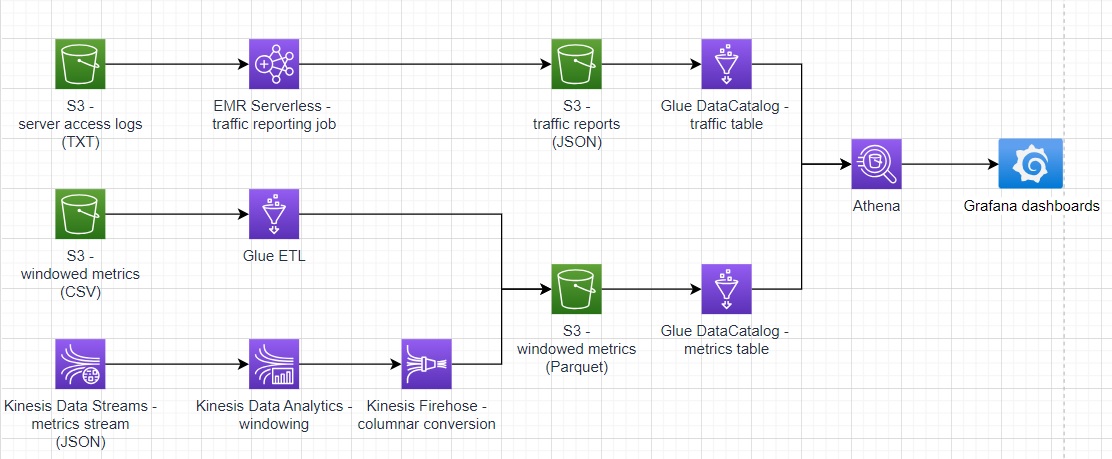 S3 -
server access logs
(TXT)
EMR Serverless -
traffic reporting job
S3 -
traffic reports
(JSON)
Glue DataCatalog -
traffic table
Athena
Grafana dashboards
S3 -
windowed metrics
(CSV)
Glue ETL
S3 -
windowed metrics
(Parquet)
Glue DataCatalog -
metrics table
Kinesis Data Streams -
metrics stream
(JSON)
Kinesis Data Analytics -
windowing
Kinesis Firehose -
columnar conversion